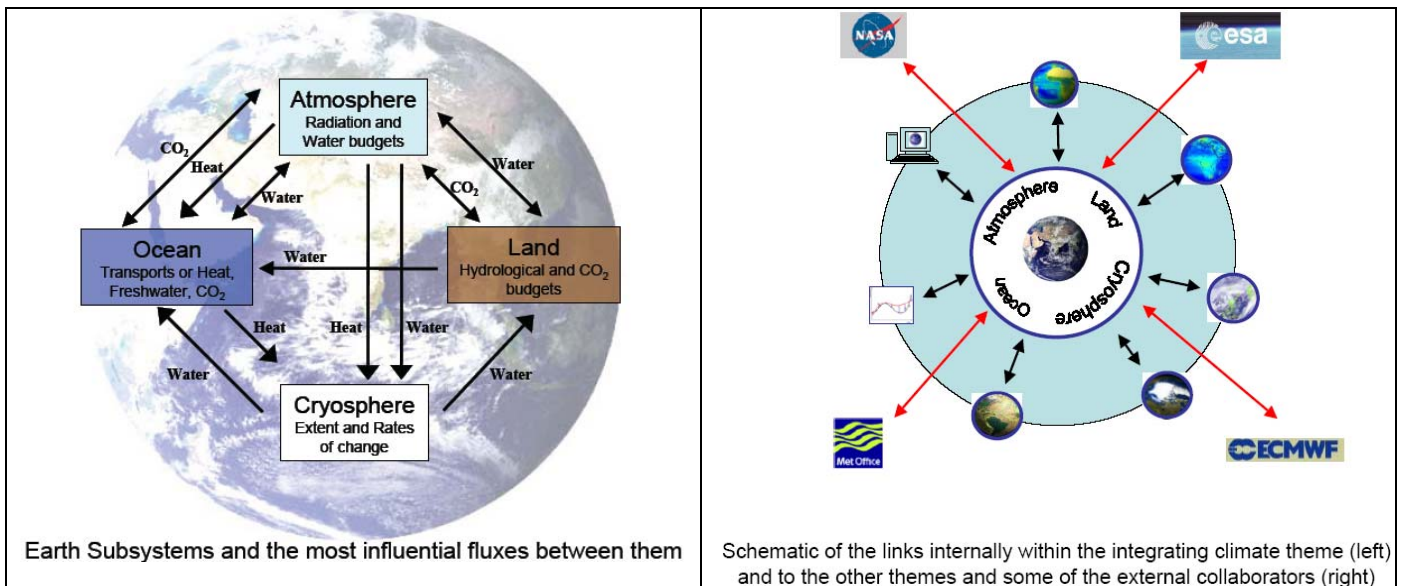 Atmosphere
Radiation and
Water budgets
CO₂
Heat
Water
Water
CO₂
Ocean
Transports or Heat,
Freshwater, CO₂
Water
Land
Hydrological and CO₂
budgets
Heat
Heat
Water
Water
Water
Cryosphere
Extent and Rates
of change
Earth Subsystems and the most influential fluxes between them
NASA
esa
Atmosphere
Land
Cryosphere
Ocean
Met Office
ECMWF
Schematic of the links internally within the integrating climate theme (left)
and to the other themes and some of the external collaborators (right)